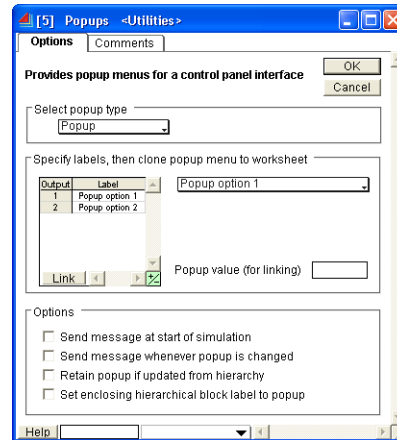 [5] Popups <Utilities>
Options Comments
Provides popup menus for a control panel interface
OK
Cancel
Select popup type
Popup
Specify labels, then clone popup menu to worksheet
Output Label
1 Popup option 1
2 Popup option 2
Popup option 1
Link
Popup value (for linking)
Options
Send message at start of simulation
Send message whenever popup is changed
Retain popup if updated from hierarchy
Set enclosing hierarchical block label to popup
Help